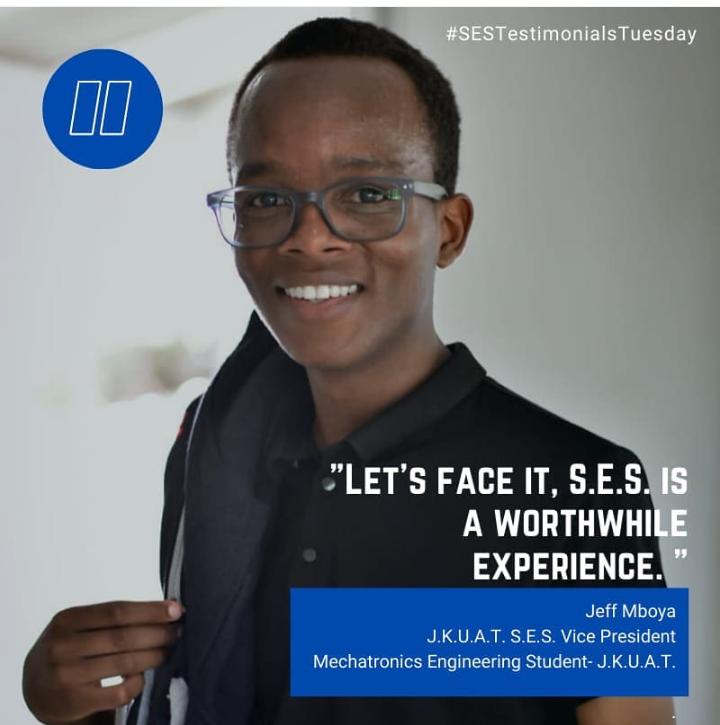 #SESTestimonialsTuesday
"LET'S FACE IT, S.E.S. IS
A WORTHWHILE
EXPERIENCE. "
Jeff Mboya
J.K.U.A.T. S.E.S. Vice President
Mechatronics Engineering Student- J.K.U.A.T.